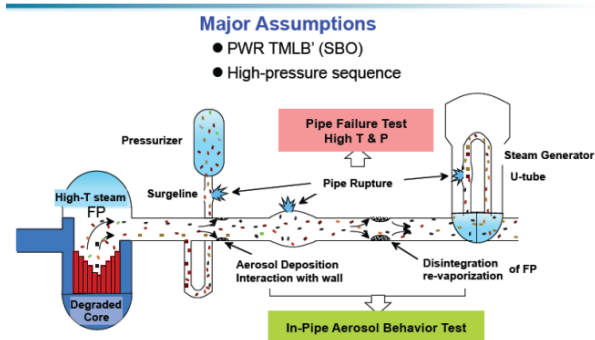 Major Assumptions
● PWR TMLB' (SBO)
● High-pressure sequence
Pipe Failure Test
High T & P
Pressurizer
Steam Generator
U-tube
Pipe Rupture
High-T steam
FP
Surgeline
Aerosol Deposition
Interaction with wall
Disintegration
re-vaporization
of FP
Degraded
Core
In-Pipe Aerosol Behavior Test